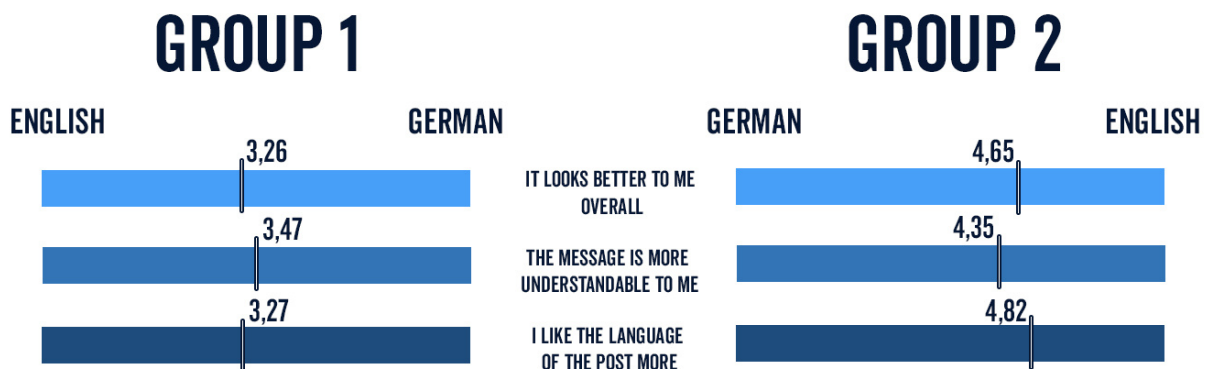 GROUP 1
GROUP 2
ENGLISH
GERMAN
GERMAN
ENGLISH
3,26
IT LOOKS BETTER TO ME
OVERALL
4,65
3,47
THE MESSAGE IS MORE
UNDERSTANDABLE TO ME
4,35
3,27
I LIKE THE LANGUAGE
OF THE POST MORE
4,82